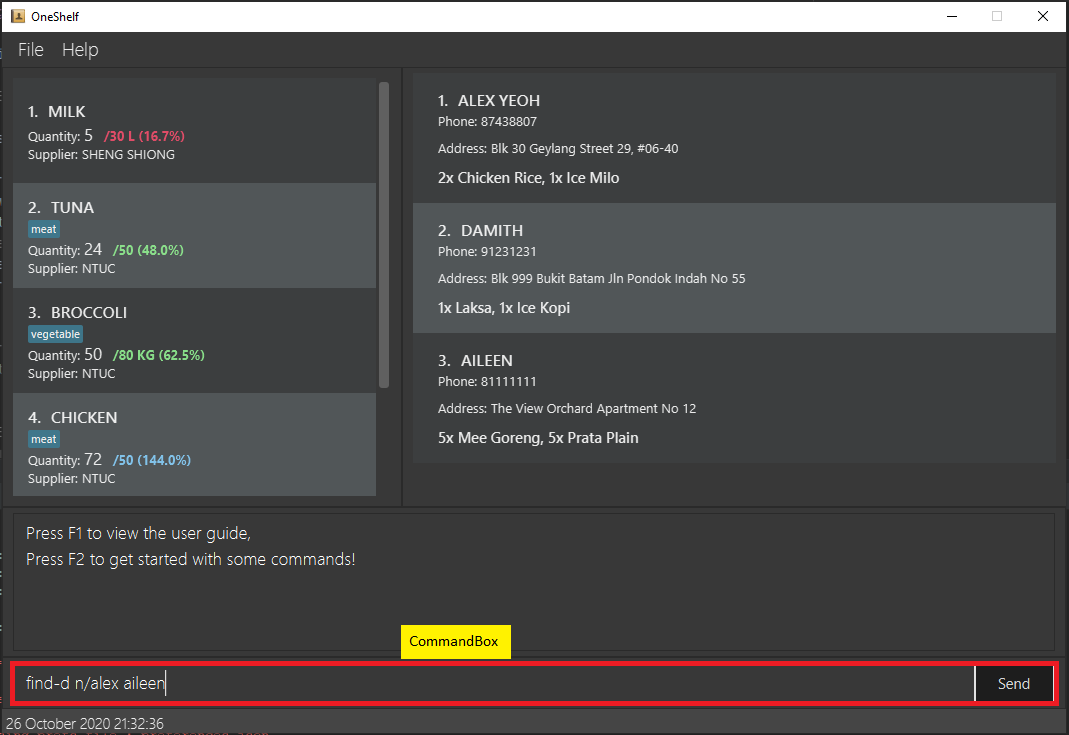 OneShelf
File Help
1. MILK
Quantity: 5 /30 L (16.7%)
Supplier: SHENG SHIONG
2. TUNA
meat
Quantity: 24 /50 (48.0%)
Supplier: NTUC
3. BROCCOLI
vegetable
Quantity: 50 /80 KG (62.5%)
Supplier: NTUC
4. CHICKEN
meat
Quantity: 72 /50 (144.0%)
Supplier: NTUC
1. ALEX YEOH
Phone: 87438807
Address: Blk 30 Geylang Street 29, #06-40
2x Chicken Rice, 1x Ice Milo
2. DAMITH
Phone: 91231231
Address: Blk 999 Bukit Batam Jln Pondok Indah No 55
1x Laksa, 1x Ice Kopi
3. AILEEN
Phone: 81111111
Address: The View Orchard Apartment No 12
5x Mee Goreng, 5x Prata Plain
Press F1 to view the user guide,
Press F2 to get started with some commands!
CommandBox
find-d n/alex aileen
Send
26 October 2020 21:32:36